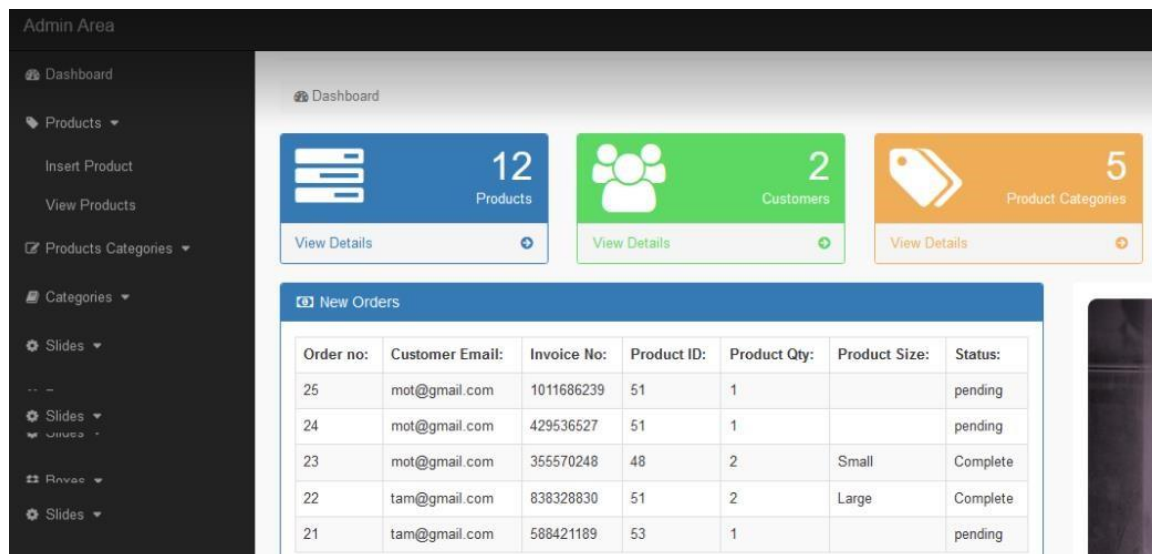 Admin Area
Dashboard
Products
Insert Product
View Products
Products Categories
Categories
Slides
Slides
Slides
Boxes
Slides
Dashboard
12
Products
View Details
2
Customers
View Details
5
Product Categories
View Details
New Orders
Order no: Customer Email: Invoice No: Product ID: Product Qty: Product Size: Status:
25 mot@gmail.com 1011686239 51 1 pending
24 mot@gmail.com 429536527 51 1 pending
23 mot@gmail.com 355570248 48 2 Small Complete
22 tam@gmail.com 838328830 51 2 Large Complete
21 tam@gmail.com 588421189 53 1 pending